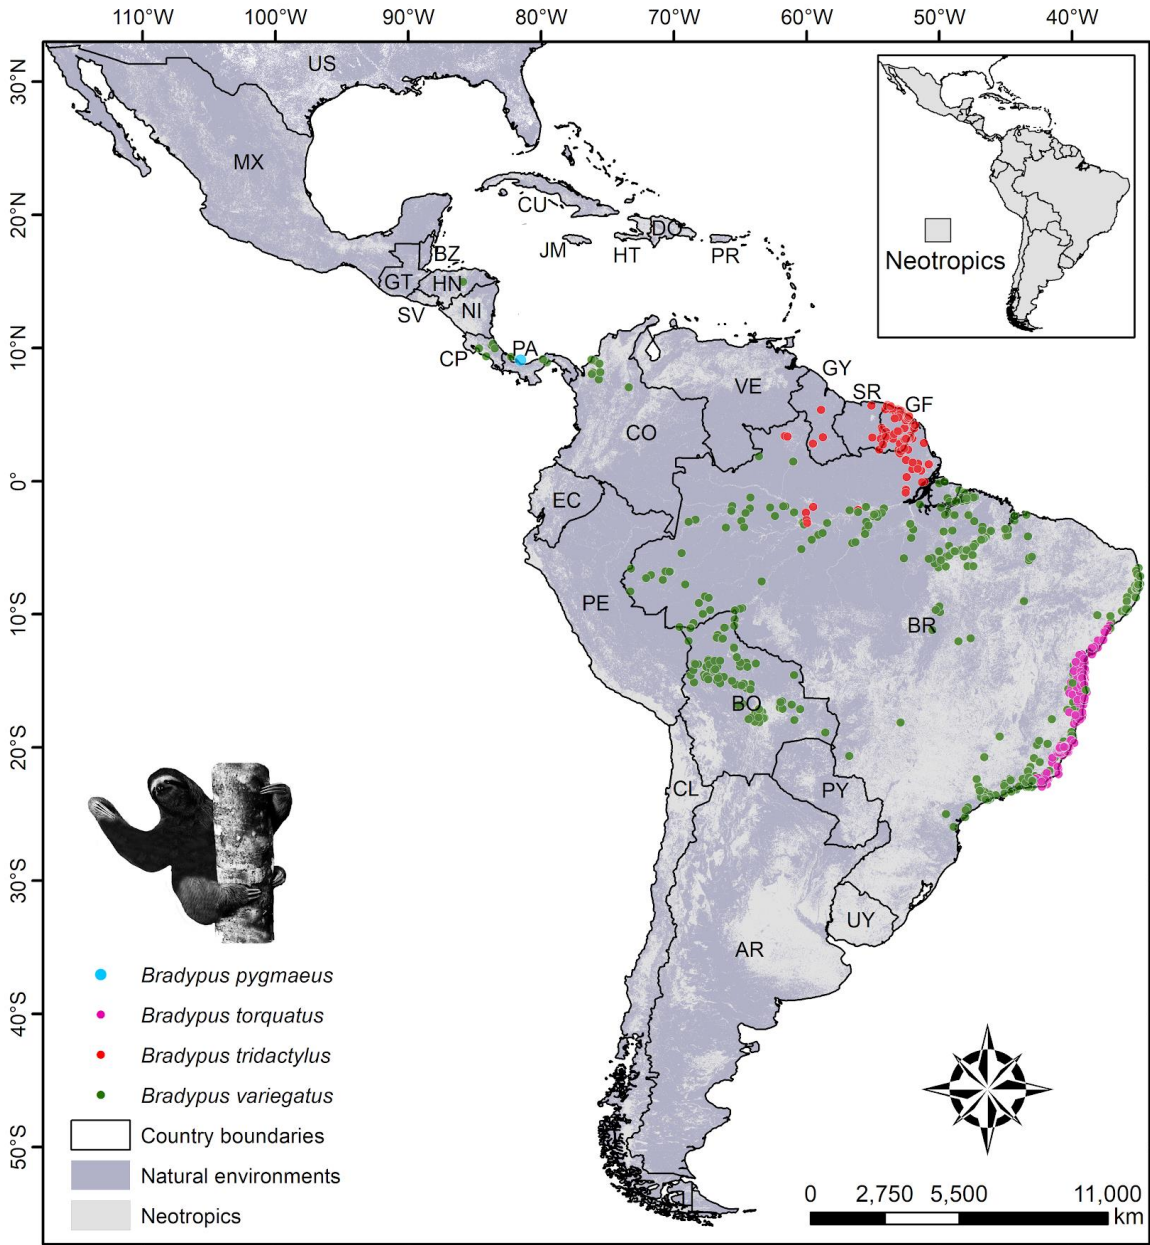 110°W 100°W 90°W 80°W 70°W 60°W 50°W 40°W
30°N
20°N
10°N
0°
10°S
20°S
30°S
40°S
50°S
US
MX
CU
DO
JM
HT
PR
BZ
GT
HN
SV
NI
CP
PA
VE
GY
SR
GF
CO
EC
PE
BR
BO
CL
PY
UY
AR
Neotropics
Bradypus pygmaeus
Bradypus torquatus
Bradypus tridactylus
Bradypus variegatus
Country boundaries
Natural environments
Neotropics
0 2,750 5,500 11,000
km